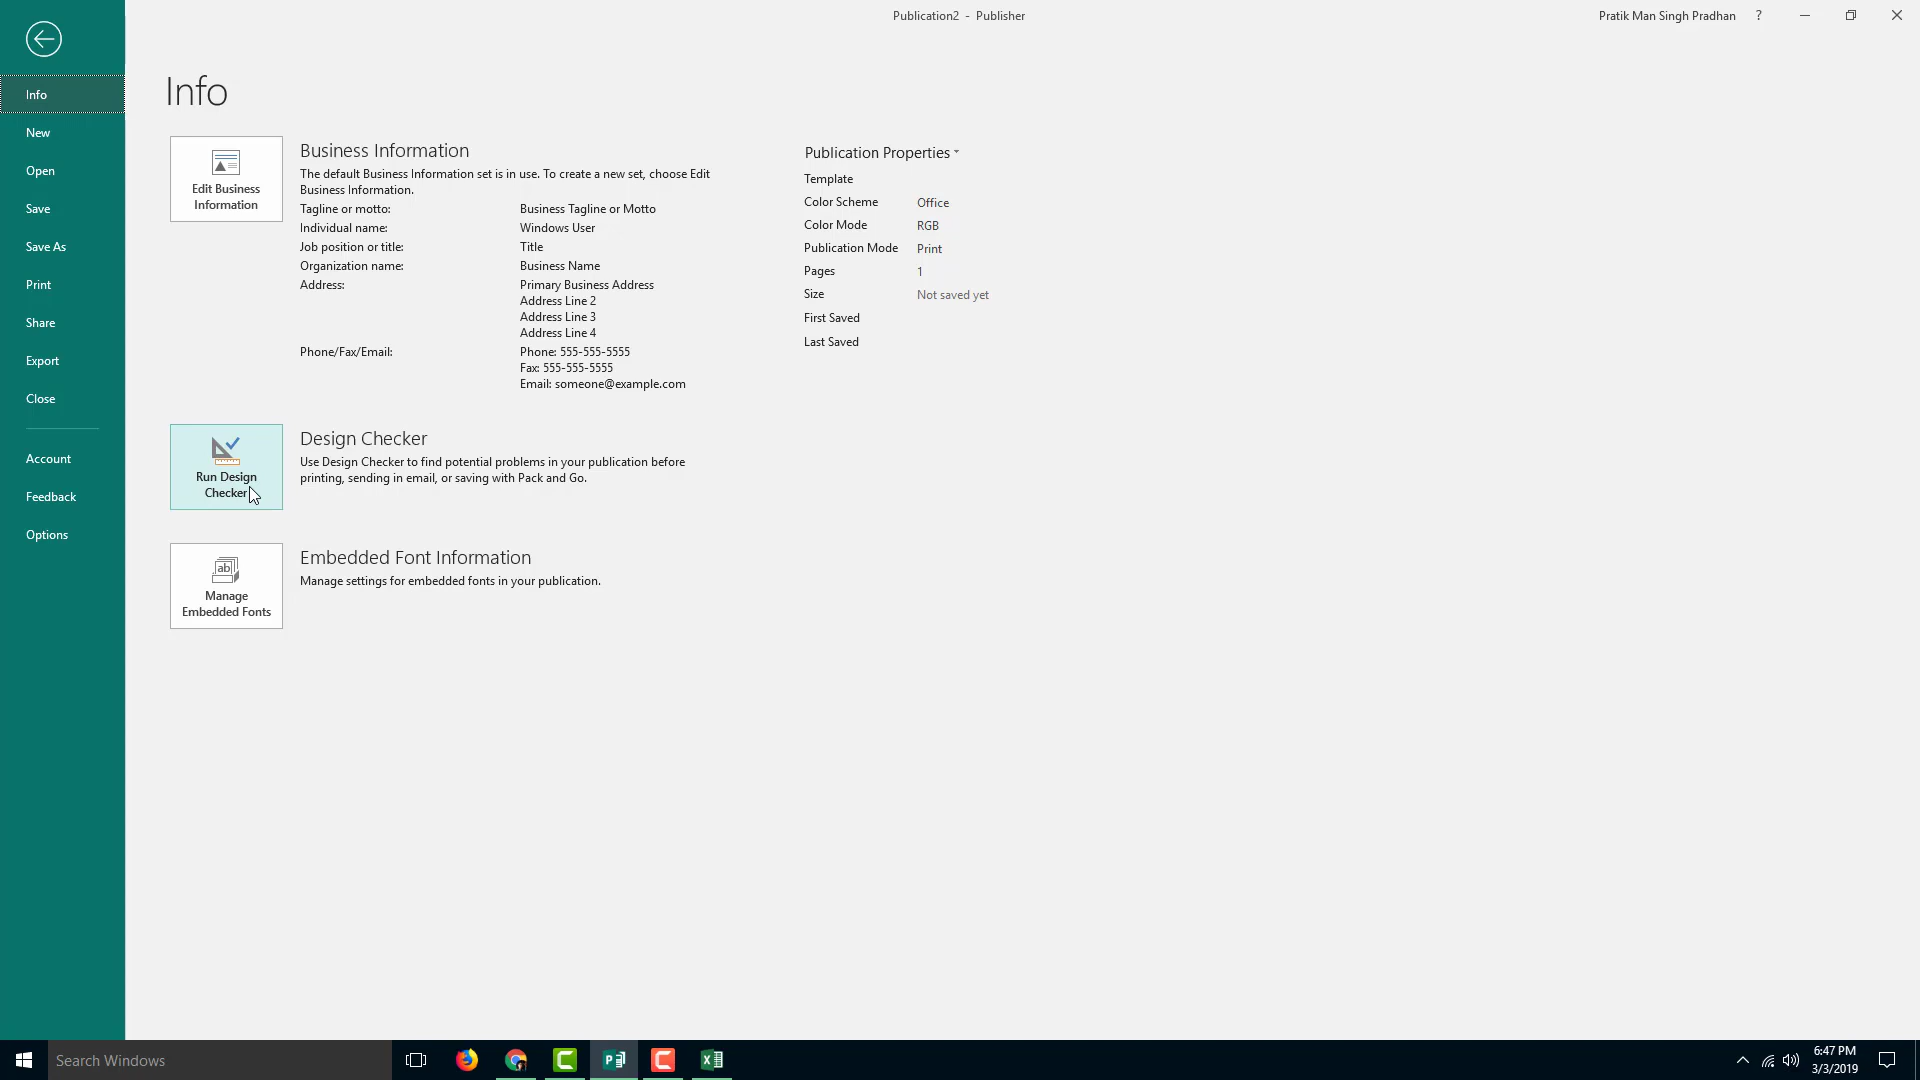 Publication2 - Publisher
Pratik Man Singh Pradhan
?
Info
New
Open
Save
Save As
Print
Share
Export
Close
Account
Feedback
Options
Info
Edit Business
Information
Business Information
The default Business Information set is in use. To create a new set, choose Edit
Business Information.
Tagline or motto: Business Tagline or Motto
Individual name: Windows User
Job position or title: Title
Organization name: Business Name
Address: Primary Business Address
Address Line 2
Address Line 3
Address Line 4
Phone/Fax/Email: Phone: 555-555-5555
Fax: 555-555-5555
Email: someone@example.com
Publication Properties
Template
Color Scheme Office
Color Mode RGB
Publication Mode Print
Pages 1
Size Not saved yet
First Saved
Last Saved
Run Design
Checker
Design Checker
Use Design Checker to find potential problems in your publication before
printing, sending in email, or saving with Pack and Go.
ab
Manage
Embedded Fonts
Embedded Font Information
Manage settings for embedded fonts in your publication.
Search Windows
6:47 PM
3/3/2019